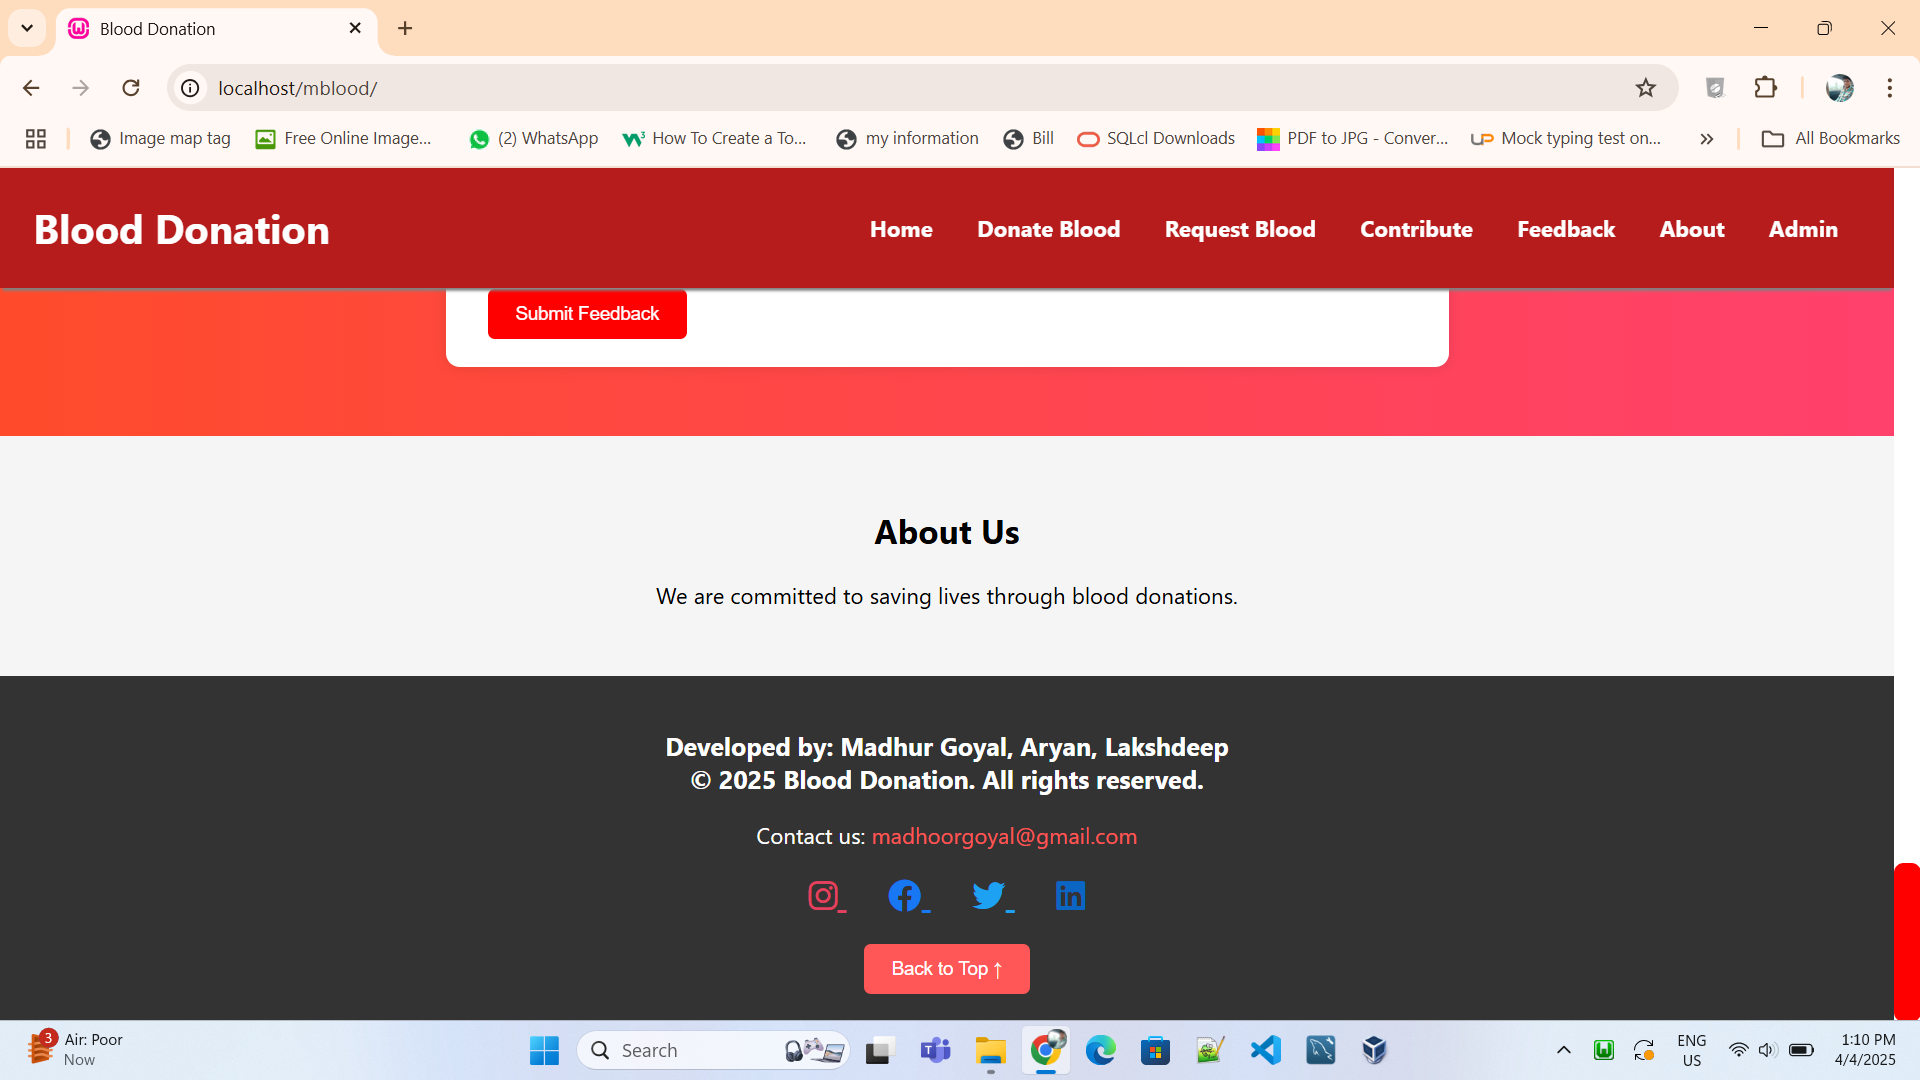 Blood Donation
localhost/mblood/
Image map tag
Free Online Image...
(2) WhatsApp
How To Create a To...
my information
Bill
SQLcl Downloads
PDF to JPG - Conver...
Mock typing test on...
All Bookmarks
Blood Donation
Home
Donate Blood
Request Blood
Contribute
Feedback
About
Admin
Submit Feedback
About Us
We are committed to saving lives through blood donations.
Developed by: Madhur Goyal, Aryan, Lakshdeep
© 2025 Blood Donation. All rights reserved.
Contact us: madhoorgoyal@gmail.com
Back to Top ↑
3
Air: Poor
Now
Search
ENG
US
1:10 PM
4/4/2025